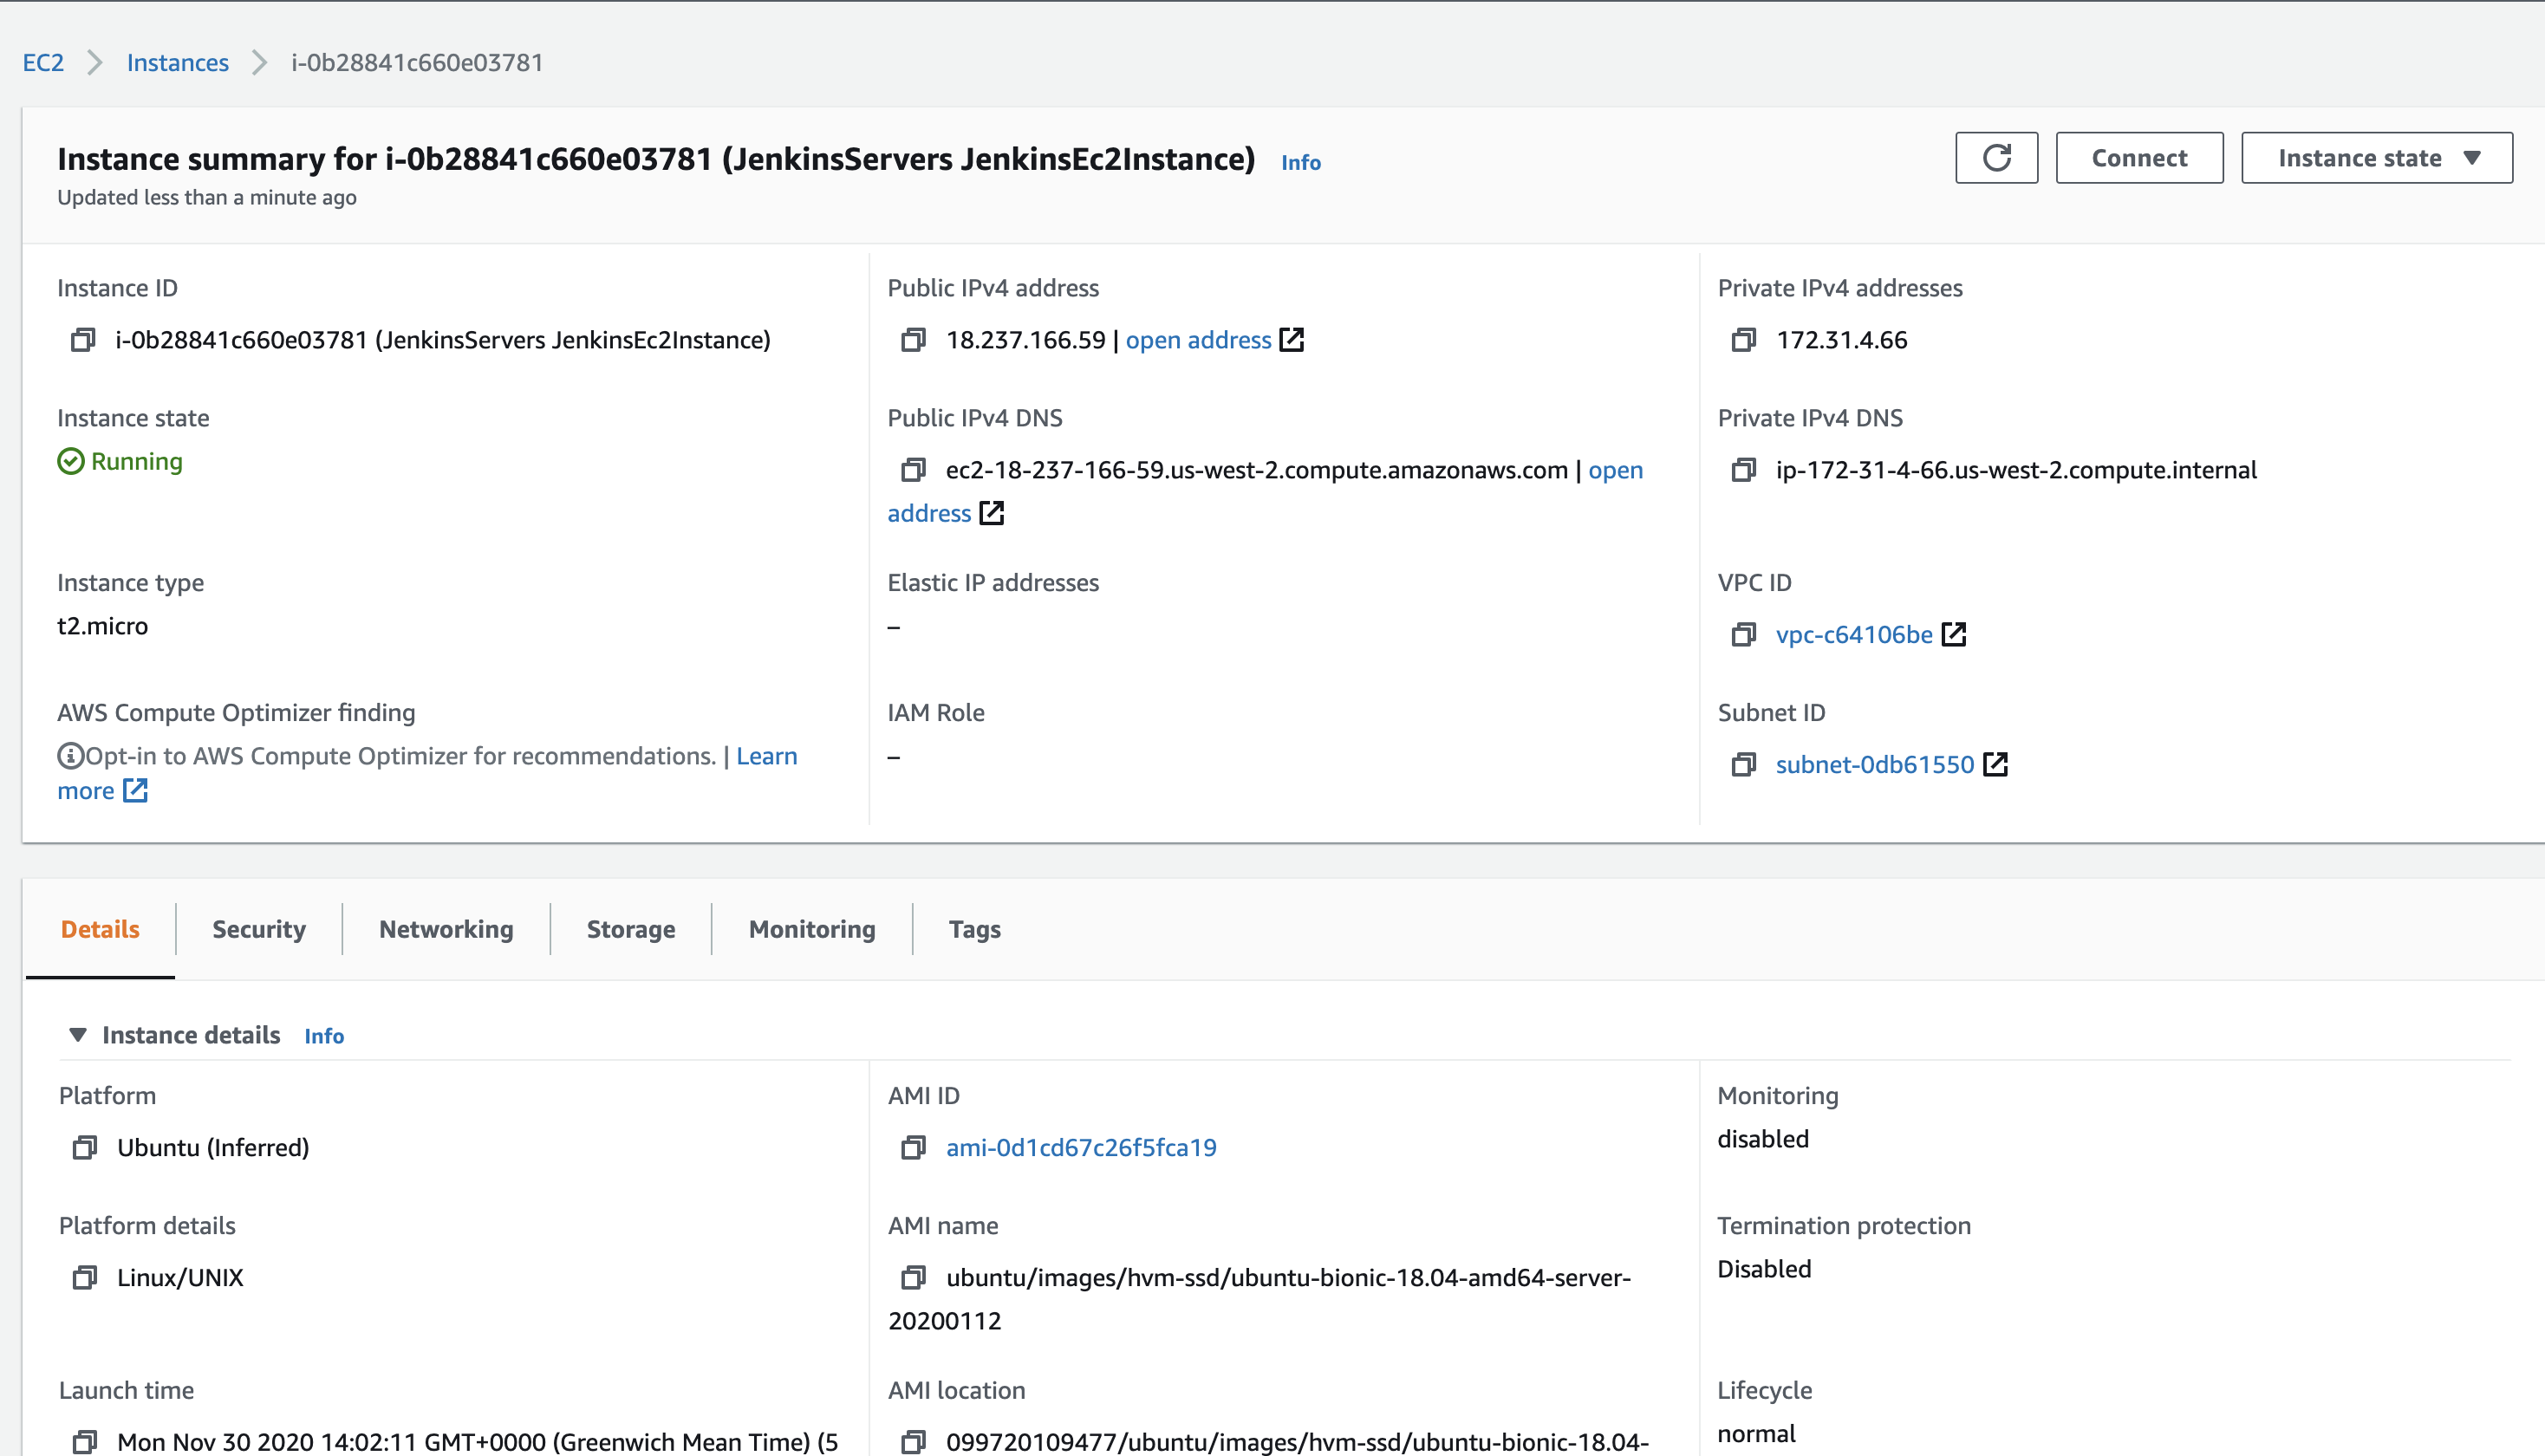 EC2 > Instances > i-0b28841c660e03781
Instance summary for i-0b28841c660e03781 (JenkinsServers JenkinsEc2Instance) Info
Updated less than a minute ago
Connect
Instance state
Instance ID
i-0b28841c660e03781 (JenkinsServers JenkinsEc2Instance)
Public IPv4 address
18.237.166.59 | open address
Private IPv4 addresses
172.31.4.66
Instance state
Running
Public IPv4 DNS
ec2-18-237-166-59.us-west-2.compute.amazonaws.com | open
address
Private IPv4 DNS
ip-172-31-4-66.us-west-2.compute.internal
Instance type
t2.micro
Elastic IP addresses
–
VPC ID
vpc-c64106be
AWS Compute Optimizer finding
Opt-in to AWS Compute Optimizer for recommendations. | Learn
more
IAM Role
–
Subnet ID
subnet-0db61550
Details
Security
Networking
Storage
Monitoring
Tags
Instance details Info
Platform
Ubuntu (Inferred)
AMI ID
ami-0d1cd67c26f5fca19
Monitoring
disabled
Platform details
Linux/UNIX
AMI name
ubuntu/images/hvm-ssd/ubuntu-bionic-18.04-amd64-server-
20200112
Termination protection
Disabled
Launch time
Mon Nov 30 2020 14:02:11 GMT+0000 (Greenwich Mean Time) (5
AMI location
099720109477/ubuntu/images/hvm-ssd/ubuntu-bionic-18.04-
Lifecycle
normal